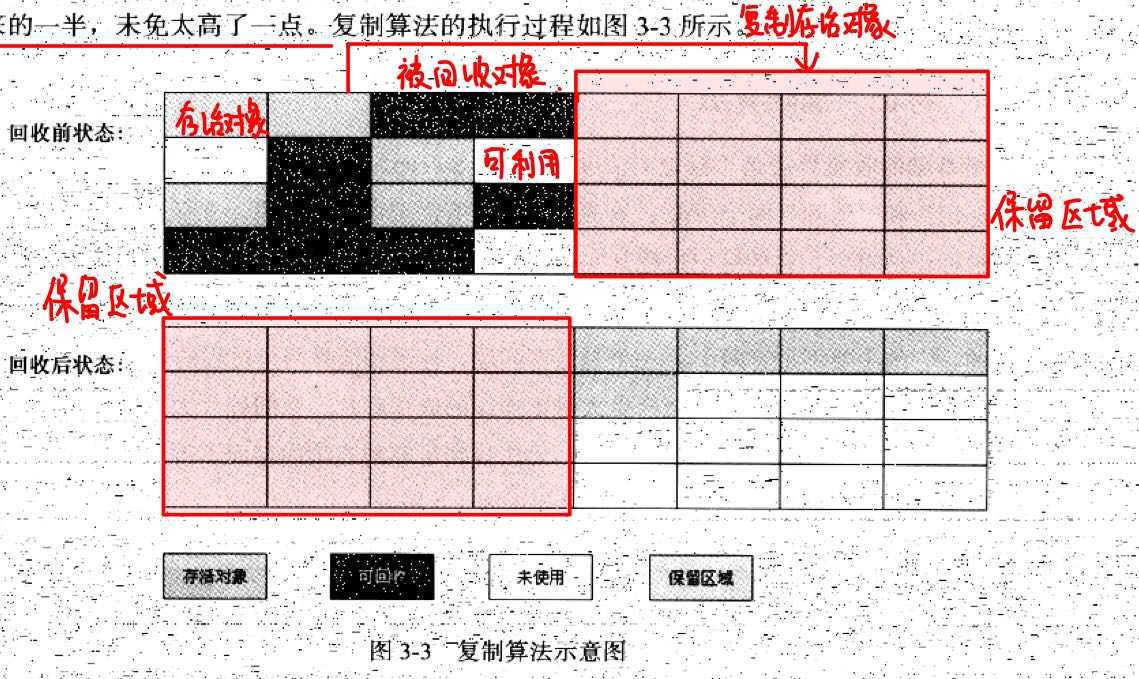 的一半，未免太高了一点。复制算法的执行过程如图 3-3 所示。
复制存活对象
被回收对象
存活对象
回收前状态：
可利用
保留区域
保留区域
回收后状态：
存活对象 可回收 未使用 保留区域
图 3-3 复制算法示意图